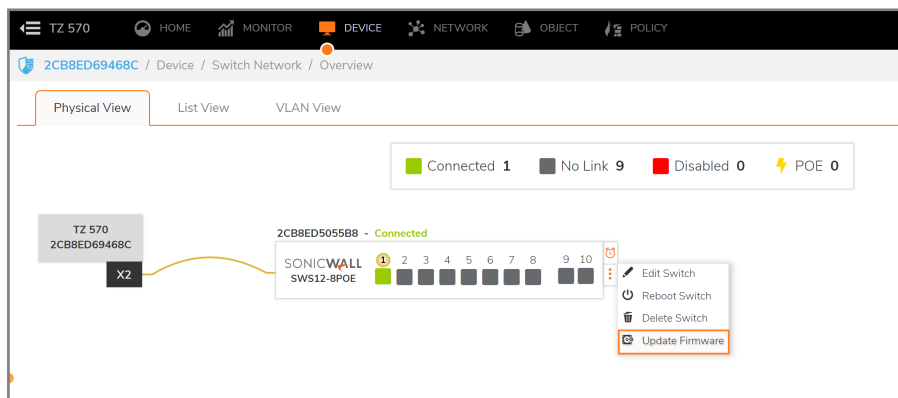 TZ 570 HOME MONITOR DEVICE NETWORK OBJECT POLICY
2CB8ED69468C / Device / Switch Network / Overview
Physical View List View VLAN View
Connected 1 No Link 9 Disabled 0 POE 0
TZ 570
2CB8ED69468C
X2
2CB8ED5055B8 - Connected
SONICWALL
SWS12-8POE
1 2 3 4 5 6 7 8 9 10
Edit Switch
Reboot Switch
Delete Switch
Update Firmware